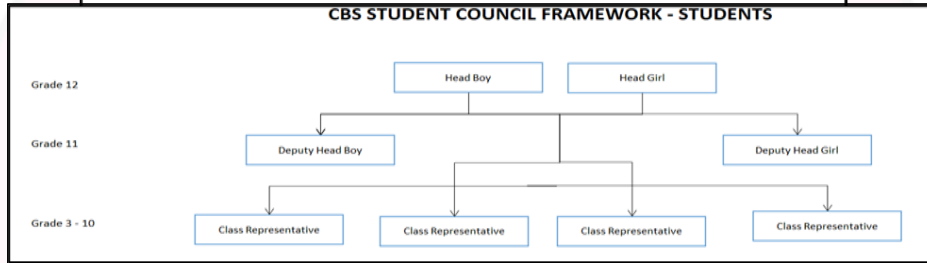 CBS STUDENT COUNCIL FRAMEWORK - STUDENTS
Grade 12
Head Boy
Head Girl
Grade 11
Deputy Head Boy
Deputy Head Girl
Grade 3 - 10
Class Representative
Class Representative
Class Representative
Class Representative